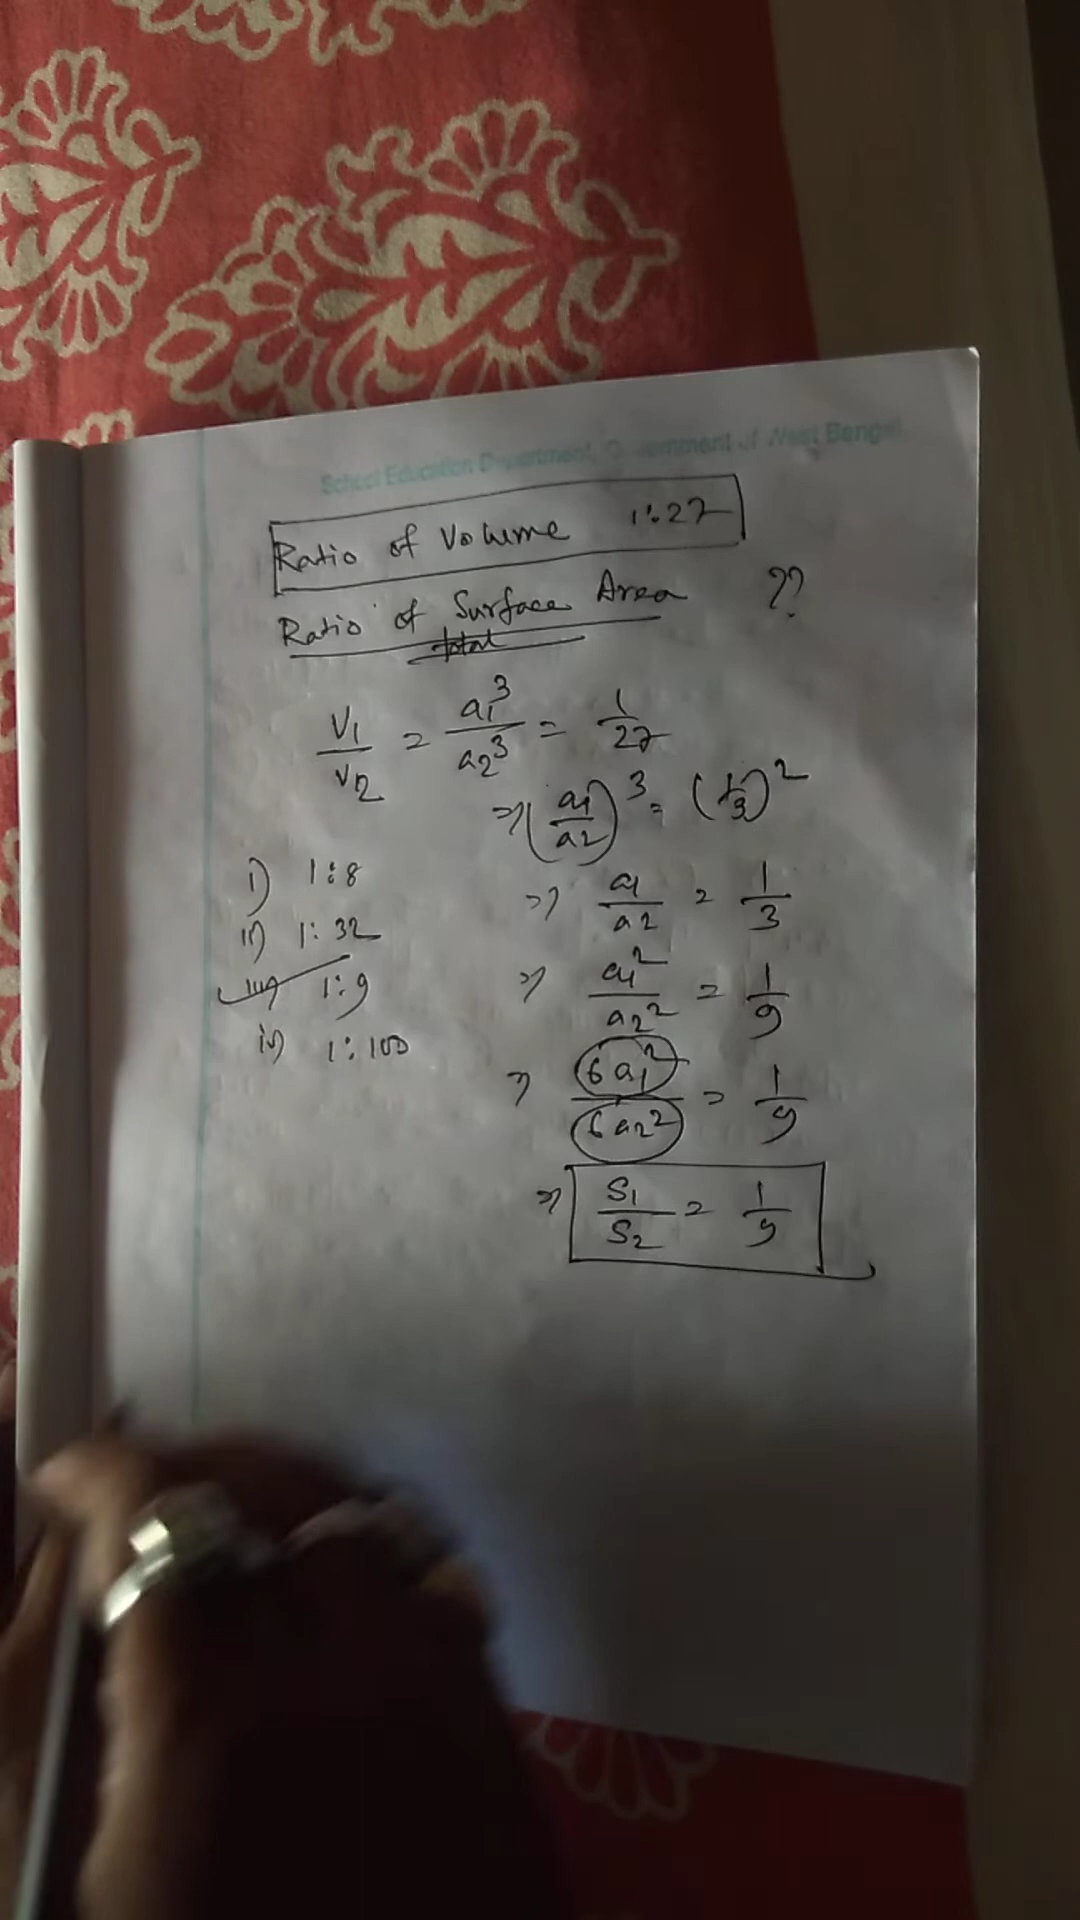 School Education Department, Government of West Bengal
Ratio of Volume 1:27
Ratio of Surface Area ??
total
V1/V2 = a1³/a2³ = 1/27
⇒ (a1/a2)³ = (1/3)²
i) 1:8
⇒ a1/a2 = 1/3
ii) 1:32
⇒ a1²/a2² = 1/9
iii) 1:9
iv) 1:100
⇒ 6a1²/6a2² = 1/9
⇒ S1/S2 = 1/9